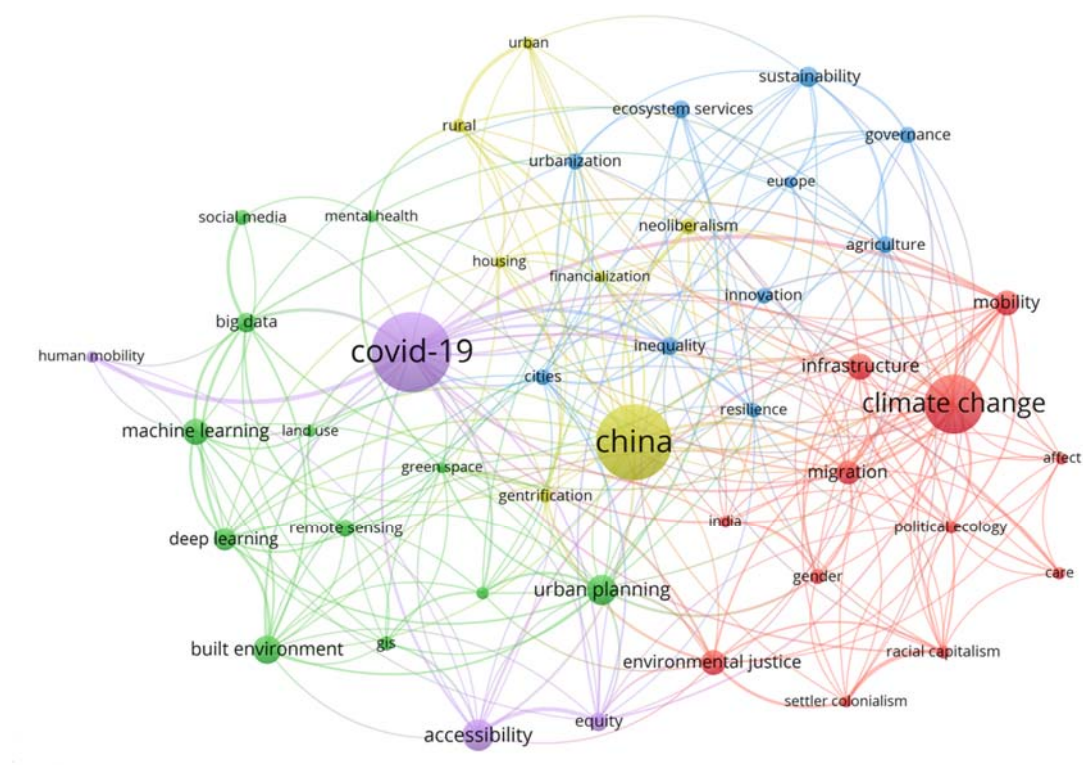 urban
sustainability
ecosystem services
rural
governance
urbanization
europe
social media
mental health
neoliberalism
agriculture
housing
financialization
innovation
mobility
big data
covid-19
inequality
human mobility
infrastructure
cities
climate change
resilience
machine learning
land use
china
affect
green space
migration
gentrification
india
political ecology
remote sensing
deep learning
care
gender
urban planning
gis
built environment
environmental justice
racial capitalism
settler colonialism
equity
accessibility